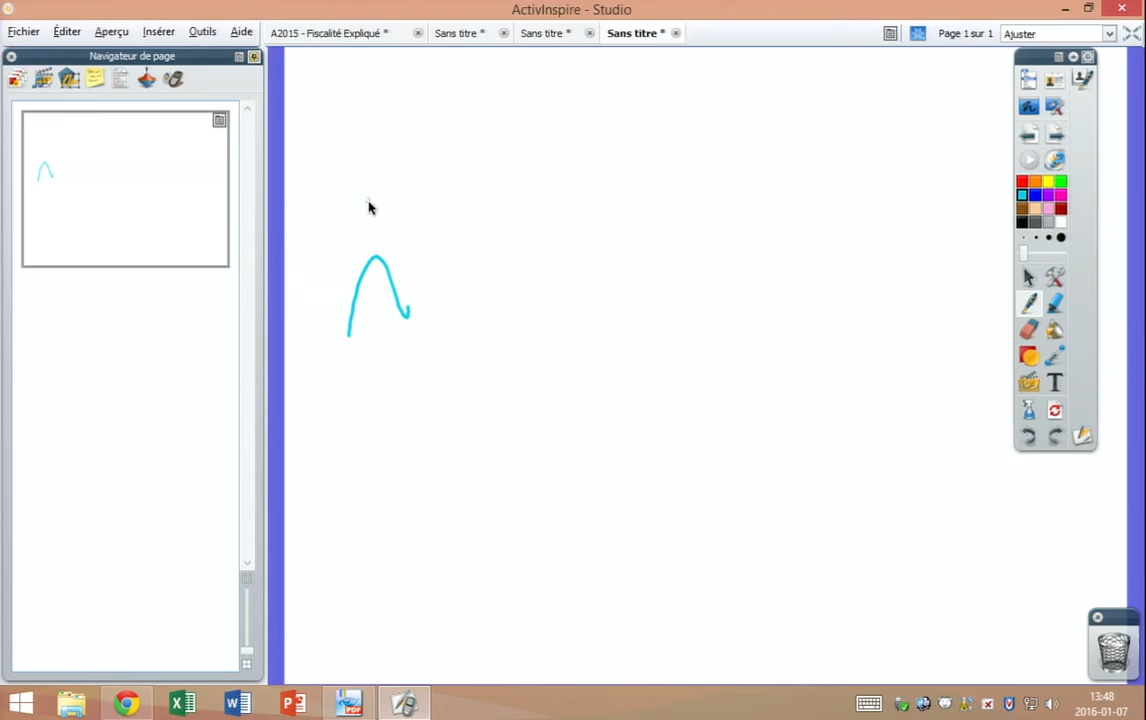 ActivInspire - Studio
Fichier Éditer Aperçu Insérer Outils Aide
A2015 - Fiscalité Expliqué * Sans titre * Sans titre * Sans titre * Page 1 sur 1 Ajuster
Navigateur de page
T
X W P PDF
13:48
2016-01-07